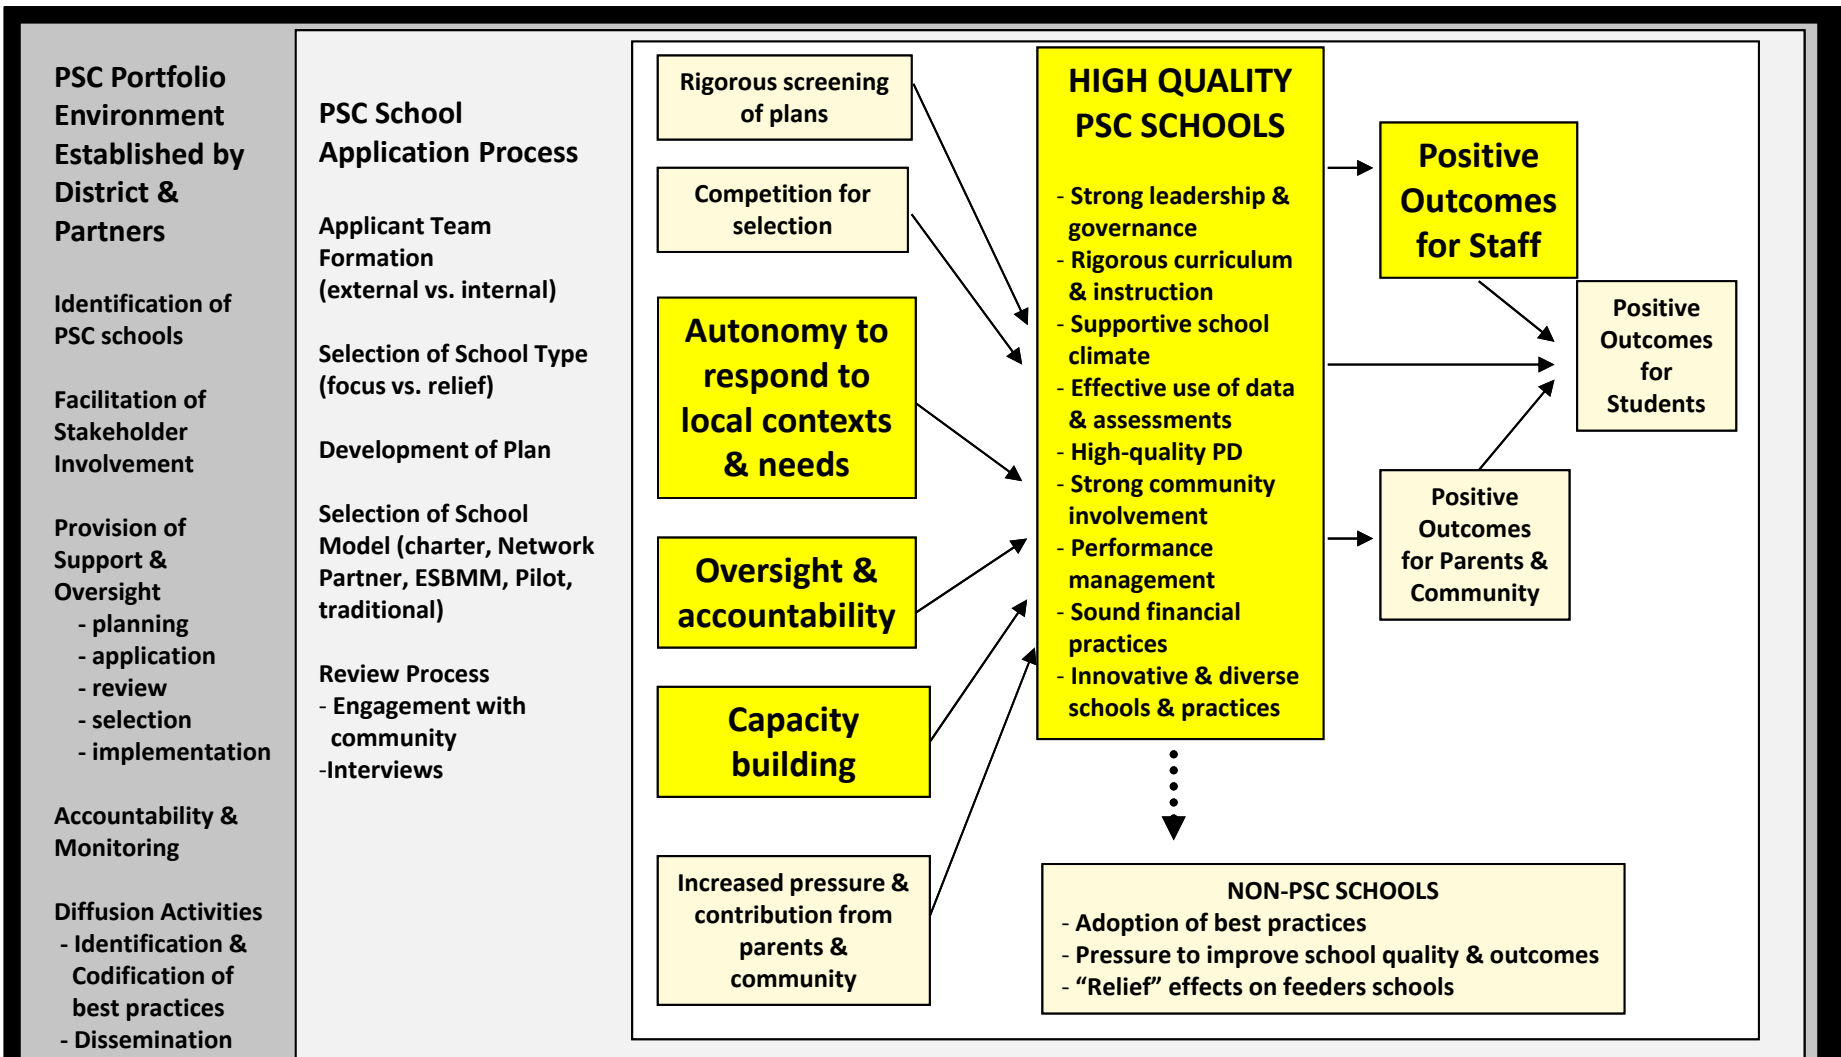 PSC Portfolio
Environment
Established by
District &
Partners
Identification of
PSC schools
Facilitation of
Stakeholder
Involvement
Provision of
Support &
Oversight
- planning
- application
- review
- selection
- implementation
Accountability &
Monitoring
Diffusion Activities
- Identification &
Codification of
best practices
- Dissemination
PSC School
Application Process
Applicant Team
Formation
(external vs. internal)
Selection of School Type
(focus vs. relief)
Development of Plan
Selection of School
Model (charter, Network
Partner, ESBMM, Pilot,
traditional)
Review Process
- Engagement with
community
-Interviews
Rigorous screening
of plans
Competition for
selection
Autonomy to
respond to
local contexts
& needs
Oversight &
accountability
Capacity
building
Increased pressure &
contribution from
parents &
community
HIGH QUALITY
PSC SCHOOLS
- Strong leadership &
governance
- Rigorous curriculum
& instruction
- Supportive school
climate
- Effective use of data
& assessments
- High-quality PD
- Strong community
involvement
- Performance
management
- Sound financial
practices
- Innovative & diverse
schools & practices
Positive
Outcomes
for Staff
Positive
Outcomes
for
Students
Positive
Outcomes
for Parents &
Community
NON-PSC SCHOOLS
- Adoption of best practices
- Pressure to improve school quality & outcomes
- “Relief” effects on feeders schools